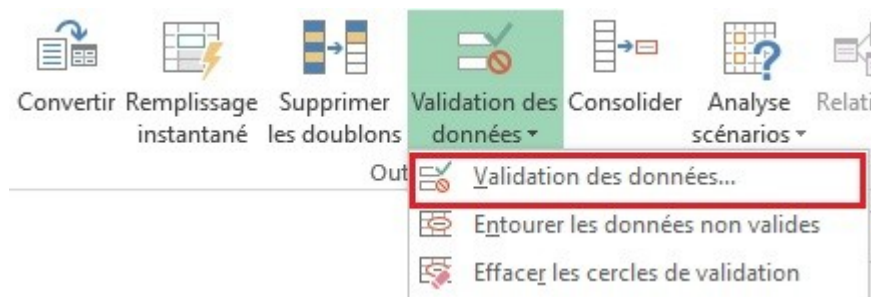 Convertir Remplissage Supprimer Validation des Consolider Analyse Relati
instantané les doublons données scénarios
Out
Validation des données...
Entourer les données non valides
Effacer les cercles de validation